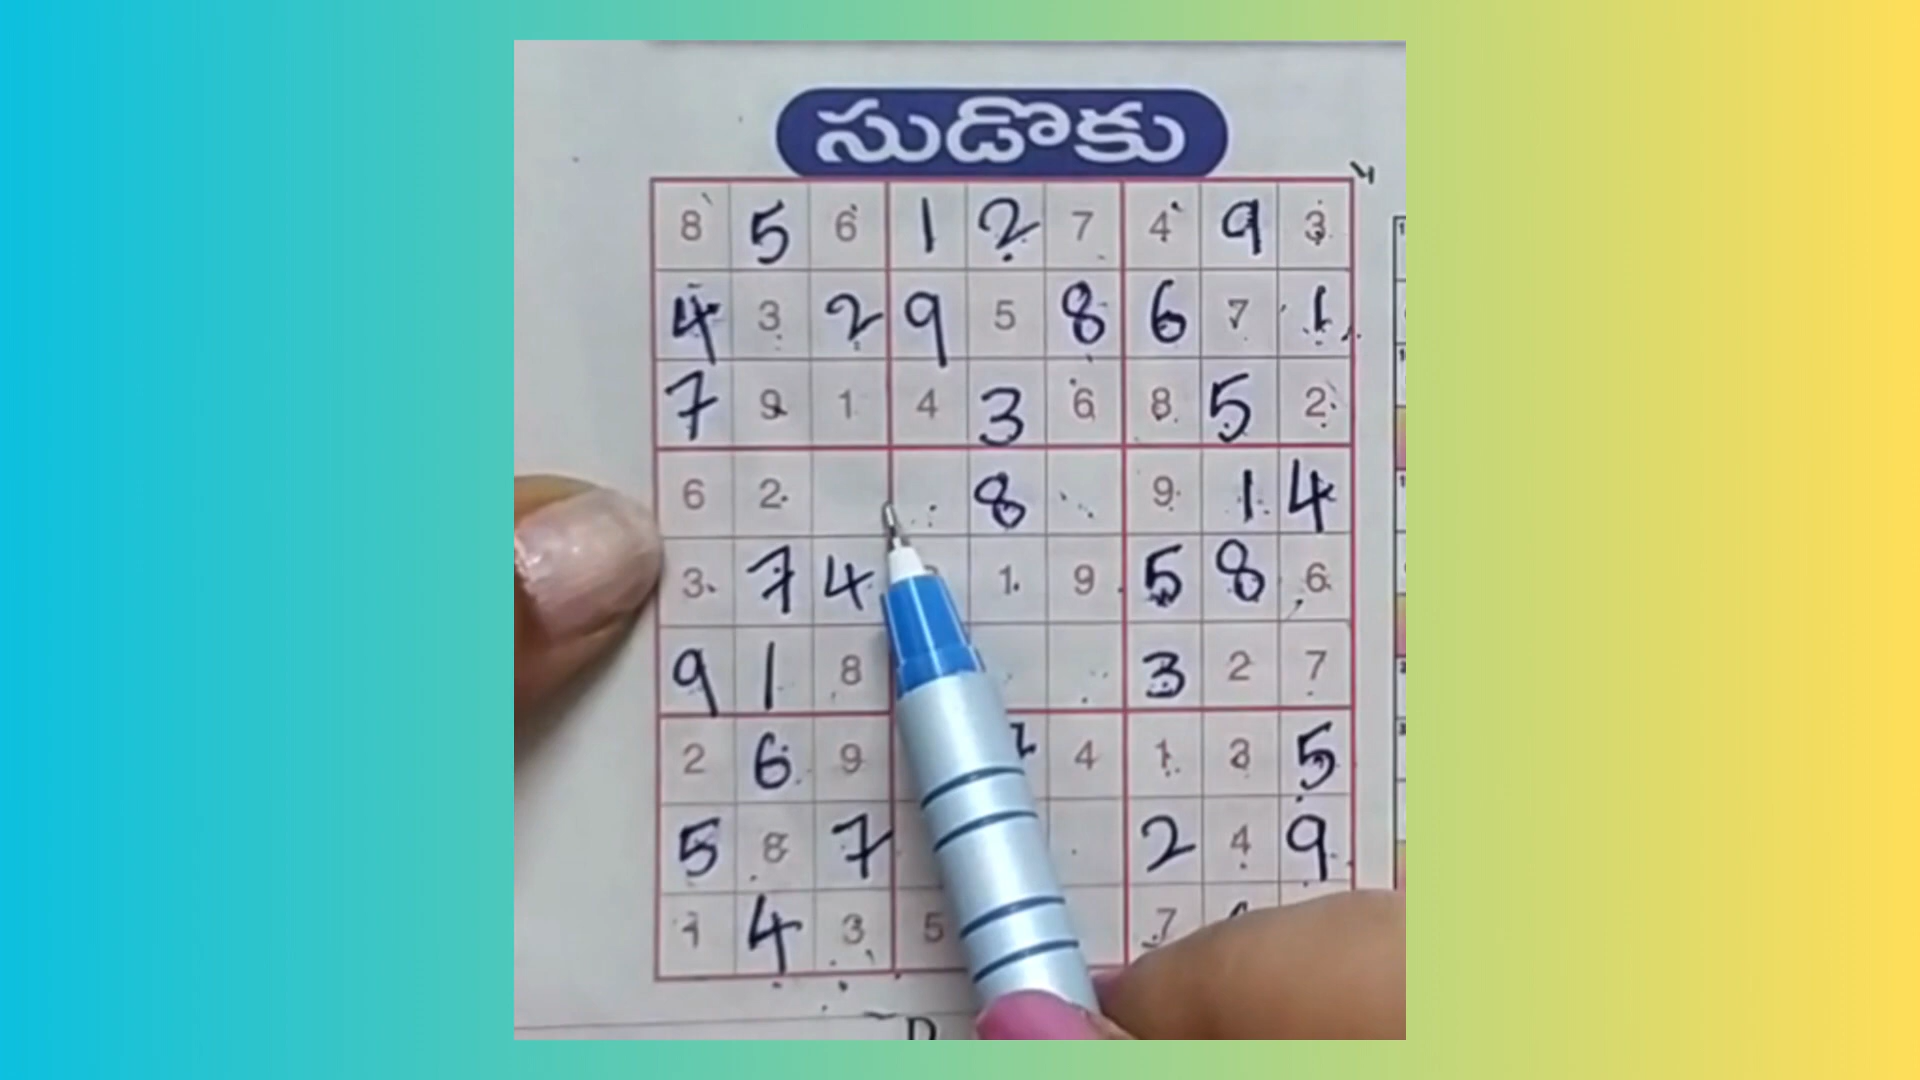 సుడొకు
8 5 6 1 2 7 4 9 3
4 3 2 9 5 8 6 7 1
7 9 1 4 3 6 8 5 2
6 2 8 9 1 4
3 7 4 1 9 5 8 6
9 1 8 3 2 7
2 6 9 4 1 3 5
5 8 7 2 4 9
1 4 3 5 7